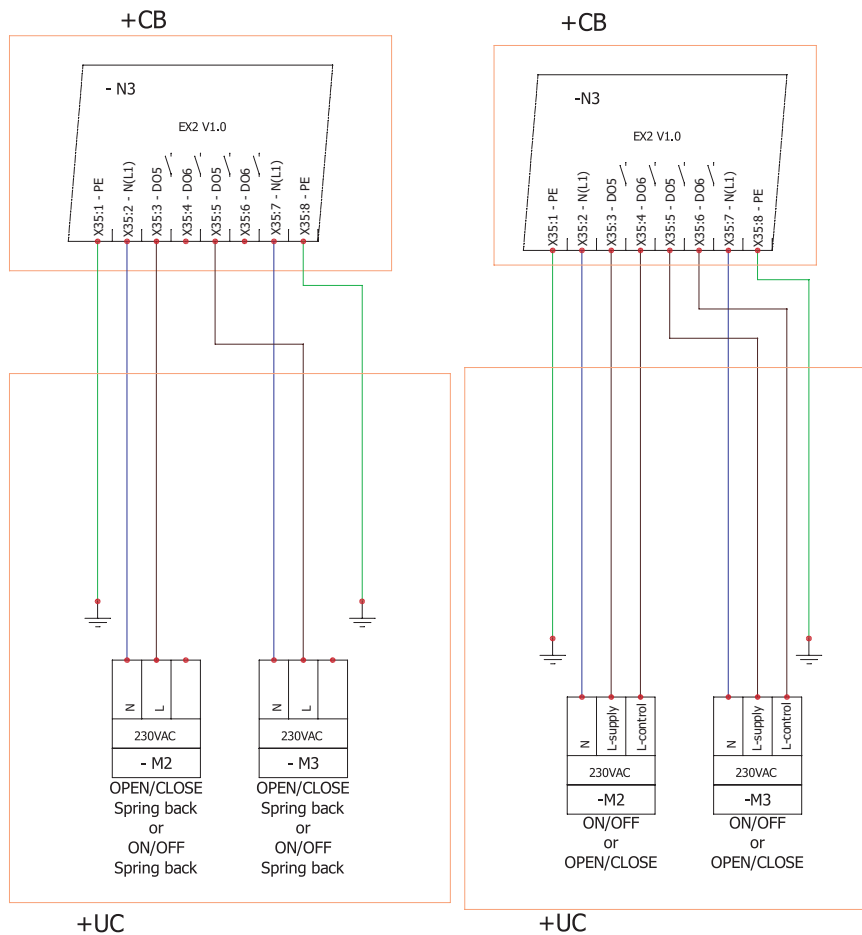 +CB
- N3
EX2 V1.0
X35:1 - PE
X35:2 - N(L1)
X35:3 - DO5
X35:4 - DO6
X35:5 - DO5
X35:6 - DO6
X35:7 - N(L1)
X35:8 - PE
N
L
230VAC
- M2
OPEN/CLOSE
Spring back
or
ON/OFF
Spring back
N
L
230VAC
- M3
OPEN/CLOSE
Spring back
or
ON/OFF
Spring back
+UC
+CB
-N3
EX2 V1.0
X35:1 - PE
X35:2 - N(L1)
X35:3 - DO5
X35:4 - DO6
X35:5 - DO5
X35:6 - DO6
X35:7 - N(L1)
X35:8 - PE
N
L-supply
L-control
230VAC
-M2
ON/OFF
or
OPEN/CLOSE
N
L-supply
L-control
230VAC
-M3
ON/OFF
or
OPEN/CLOSE
+UC